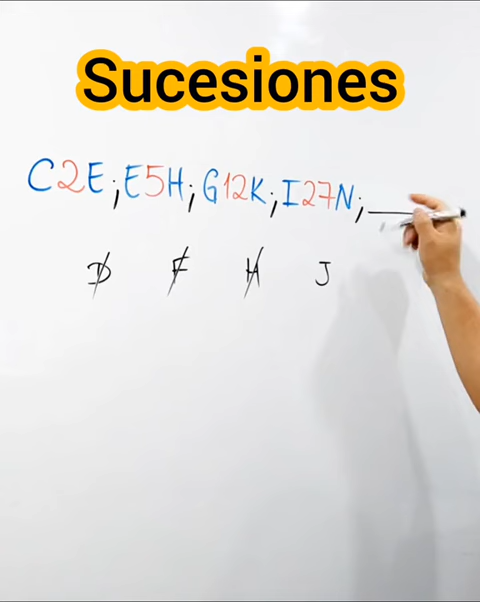 Sucesiones
C2E; E5H; G12K; I27N; ___
D F H J